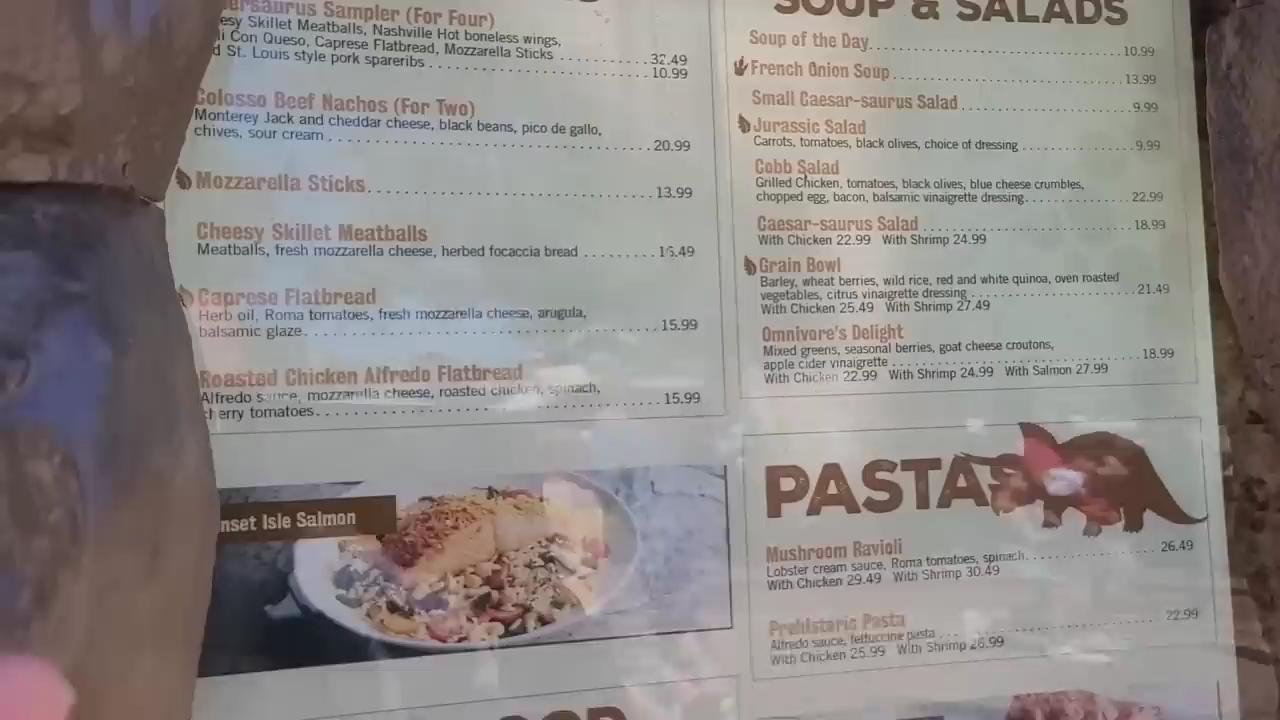 ersaurus Sampler (For Four)
esy Skillet Meatballs, Nashville Hot boneless wings,
i Con Queso, Caprese Flatbread, Mozzarella Sticks 32.49
d St. Louis style pork spareribs 10.99
Colosso Beef Nachos (For Two)
Monterey Jack and cheddar cheese, black beans, pico de gallo,
chives, sour cream 20.99
Mozzarella Sticks 13.99
Cheesy Skillet Meatballs
Meatballs, fresh mozzarella cheese, herbed focaccia bread 16.49
Caprese Flatbread
Herb oil, Roma tomatoes, fresh mozzarella cheese, arugula,
balsamic glaze 15.99
Roasted Chicken Alfredo Flatbread
Alfredo sauce, mozzarella cheese, roasted chicken, spinach,
cherry tomatoes 15.99
nset Isle Salmon
SOUP & SALADS
Soup of the Day 10.99
French Onion Soup 13.99
Small Caesar-saurus Salad 9.99
Jurassic Salad
Carrots, tomatoes, black olives, choice of dressing 9.99
Cobb Salad
Grilled Chicken, tomatoes, black olives, blue cheese crumbles,
chopped egg, bacon, balsamic vinaigrette dressing 22.99
Caesar-saurus Salad 18.99
With Chicken 22.99 With Shrimp 24.99
Grain Bowl
Barley, wheat berries, wild rice, red and white quinoa, oven roasted
vegetables, citrus vinaigrette dressing 21.49
With Chicken 25.49 With Shrimp 27.49
Omnivore's Delight
Mixed greens, seasonal berries, goat cheese croutons,
apple cider vinaigrette 18.99
With Chicken 22.99 With Shrimp 24.99 With Salmon 27.99
PASTAS
Mushroom Ravioli 26.49
Lobster cream sauce, Roma tomatoes, spinach
With Chicken 29.49 With Shrimp 30.49
Prehistoric Pasta 22.99
Alfredo sauce, fettuccine pasta
With Chicken 25.99 With Shrimp 26.99